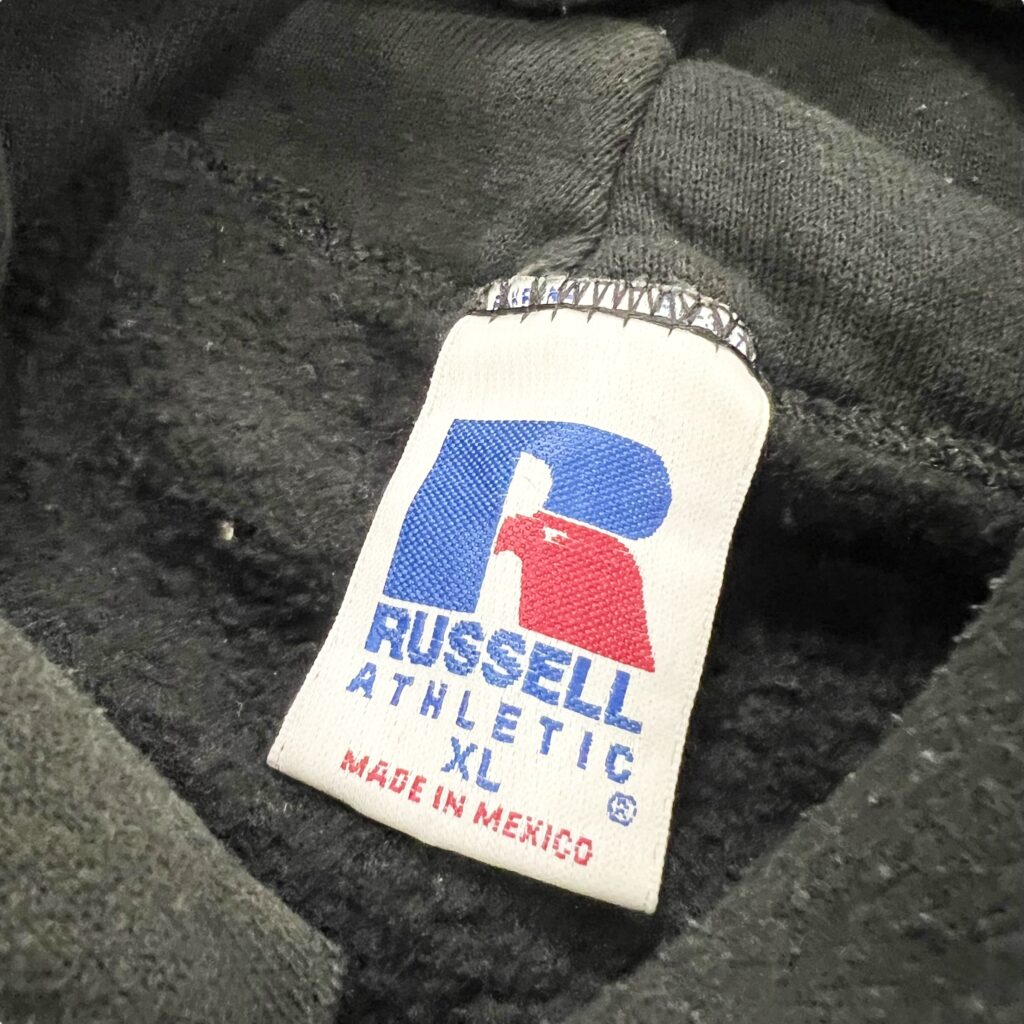 R
RUSSELL
ATHLETIC
XL
®
MADE IN MEXICO